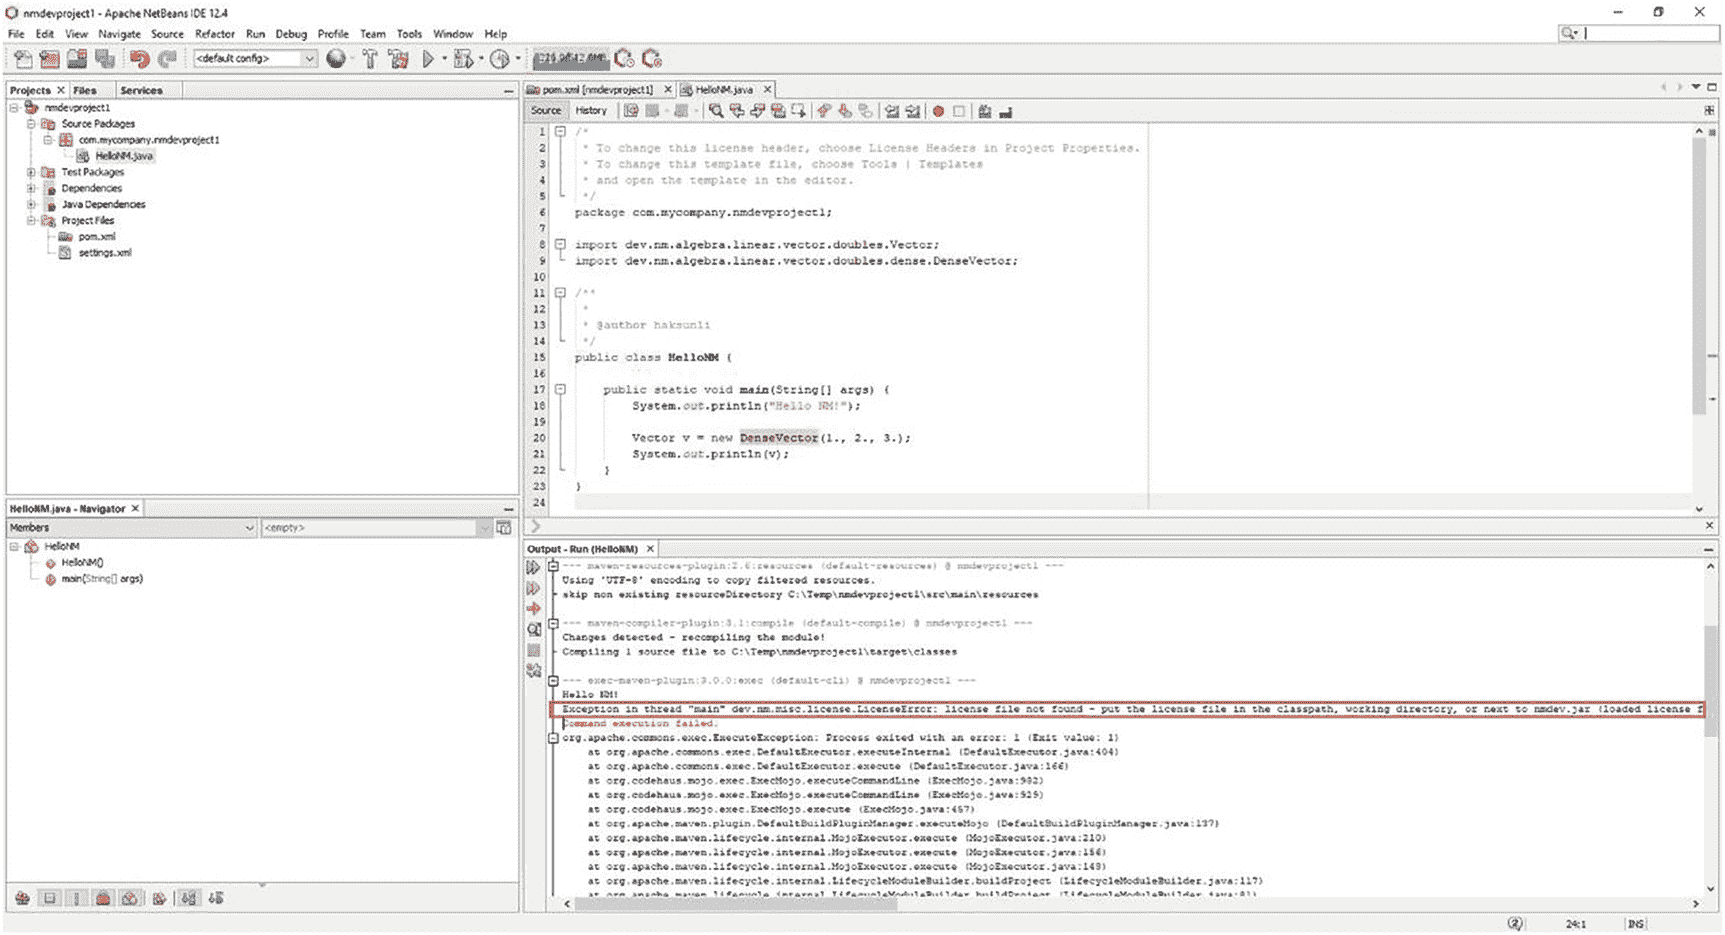 nmdevproject1 - Apache NetBeans IDE 12.4
File Edit View Navigate Source Refactor Run Debug Profile Team Tools Window Help
<default config>
Projects Files Services
nmdevproject1
Source Packages
com.mycompany.nmdevproject1
HelloNM.java
Test Packages
Dependencies
Java Dependencies
Project Files
pom.xml
settings.xml
HelloNM.java - Navigator
Members <empty>
HelloNM
HelloNM()
main(String[] args)
pom.xml [nmdevproject1] HelloNM.java
Source History
1 /*
2 * To change this license header, choose License Headers in Project Properties.
3 * To change this template file, choose Tools | Templates
4 * and open the template in the editor.
5 */
6 package com.mycompany.nmdevproject1;
7
8 import dev.nm.algebra.linear.vector.doubles.Vector;
9 import dev.nm.algebra.linear.vector.doubles.dense.DenseVector;
10
11 /**
12 *
13 * @author haksunli
14 */
15 public class HelloNM {
16
17 public static void main(String[] args) {
18 System.out.println("Hello NM!");
19
20 Vector v = new DenseVector(1., 2., 3.);
21 System.out.println(v);
22 }
23 }
24
Output - Run (HelloNM)
--- maven-resources-plugin:2.6:resources (default-resources) @ nmdevproject1 ---
Using 'UTF-8' encoding to copy filtered resources.
skip non existing resourceDirectory C:\Temp\nmdevproject1\src\main\resources
--- maven-compiler-plugin:3.1:compile (default-compile) @ nmdevproject1 ---
Changes detected - recompiling the module!
Compiling 1 source file to C:\Temp\nmdevproject1\target\classes
--- exec-maven-plugin:3.0.0:exec (default-cli) @ nmdevproject1 ---
Hello NM!
Exception in thread "main" dev.nm.misc.license.LicenseError: license file not found - put the license file in the classpath, working directory, or next to nmdev.jar (loaded license f
Command execution failed.
org.apache.commons.exec.ExecuteException: Process exited with an error: 1 (Exit value: 1)
at org.apache.commons.exec.DefaultExecutor.executeInternal (DefaultExecutor.java:404)
at org.apache.commons.exec.DefaultExecutor.execute (DefaultExecutor.java:166)
at org.codehaus.mojo.exec.ExecMojo.executeCommandLine (ExecMojo.java:982)
at org.codehaus.mojo.exec.ExecMojo.executeCommandLine (ExecMojo.java:929)
at org.codehaus.mojo.exec.ExecMojo.execute (ExecMojo.java:457)
at org.apache.maven.plugin.DefaultBuildPluginManager.executeMojo (DefaultBuildPluginManager.java:137)
at org.apache.maven.lifecycle.internal.MojoExecutor.execute (MojoExecutor.java:210)
at org.apache.maven.lifecycle.internal.MojoExecutor.execute (MojoExecutor.java:156)
at org.apache.maven.lifecycle.internal.MojoExecutor.execute (MojoExecutor.java:148)
at org.apache.maven.lifecycle.internal.LifecycleModuleBuilder.buildProject (LifecycleModuleBuilder.java:117)
at org.apache.maven.lifecycle.internal.LifecycleModuleBuilder.buildProject (LifecycleModuleBuilder.java:81)
2 24:1 INS